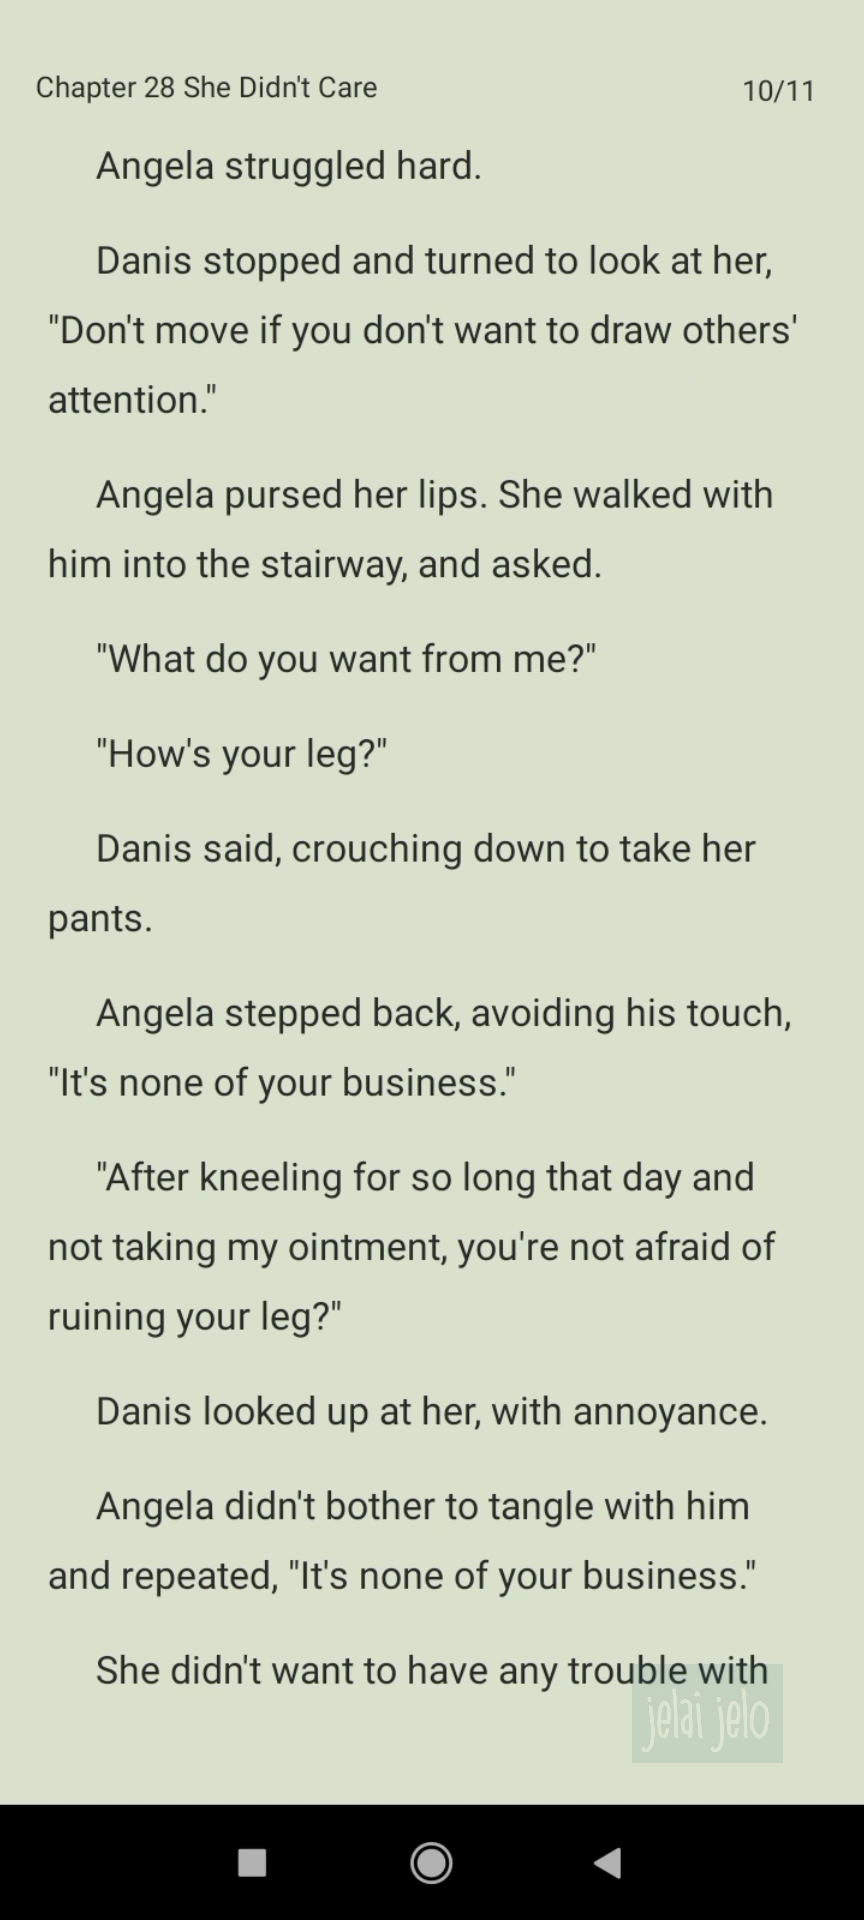 Chapter 28 She Didn't Care
10/11
Angela struggled hard.
Danis stopped and turned to look at her,
"Don't move if you don't want to draw others'
attention."
Angela pursed her lips. She walked with
him into the stairway, and asked.
"What do you want from me?"
"How's your leg?"
Danis said, crouching down to take her
pants.
Angela stepped back, avoiding his touch,
"It's none of your business."
"After kneeling for so long that day and
not taking my ointment, you're not afraid of
ruining your leg?"
Danis looked up at her, with annoyance.
Angela didn't bother to tangle with him
and repeated, "It's none of your business."
She didn't want to have any trouble with
jelai jelo